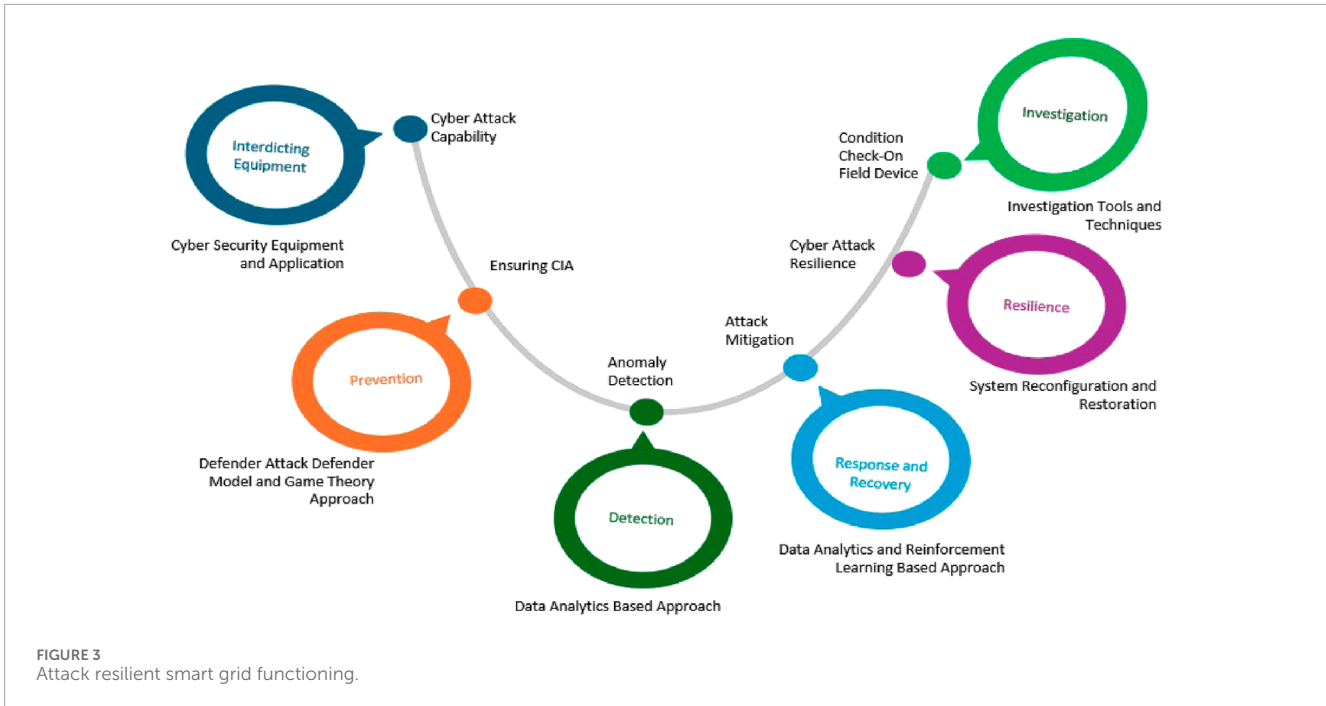 Interdicting
Equipment
Cyber Attack
Capability
Cyber Security Equipment
and Application
Ensuring CIA
Prevention
Defender Attack Defender
Model and Game Theory
Approach
Anomaly
Detection
Detection
Data Analytics Based Approach
Attack
Mitigation
Response and
Recovery
Data Analytics and Reinforcement
Learning Based Approach
Cyber Attack
Resilience
Resilience
System Reconfiguration and
Restoration
Condition
Check-On
Field Device
Investigation
Investigation Tools and
Techniques
FIGURE 3
Attack resilient smart grid functioning.